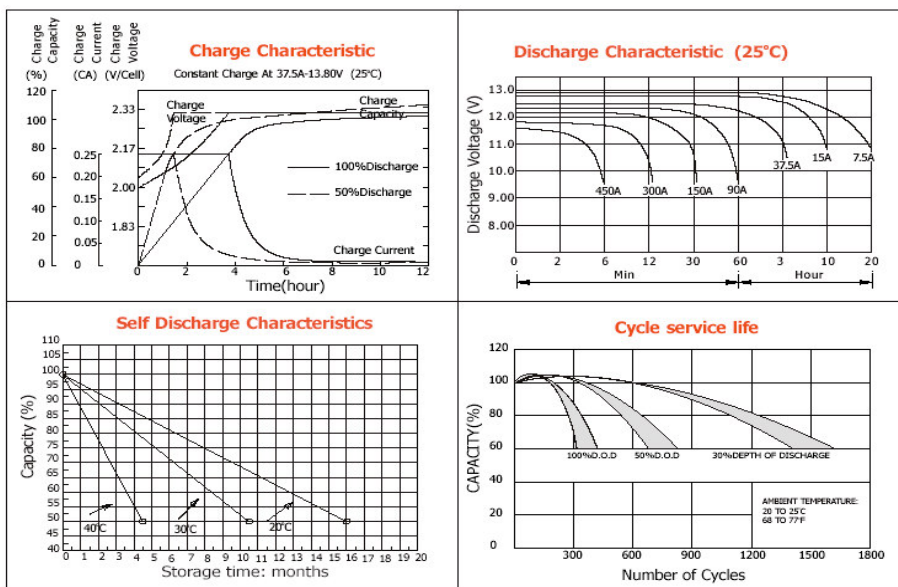 Charge Capacity
Charge Current
Charge Voltage
(%) (CA) (V/Cell)
Charge Characteristic
Constant Charge At 37.5A-13.80V (25°C)
120
100
80
60
40
20
0
0.25
0.20
0.15
0.10
0.05
0
2.33
2.17
2.00
1.83
Charge Voltage
Charge Capacity
100%Discharge
50%Discharge
Charge Current
0 2 4 6 8 10 12
Time(hour)
Discharge Characteristic (25°C)
Discharge Voltage (V)
13.0
12.0
11.0
10.0
9.00
8.00
0
450A 300A 150A 90A 37.5A 15A 7.5A
0 2 6 12 30 60 3 10 20
Min Hour
Self Discharge Characteristics
Capacity (%)
110
105
100
95
90
85
80
75
70
65
60
55
50
45
40
40°C 30°C 20°C
0 1 2 3 4 5 6 7 8 9 10 11 12 13 14 15 16 17 18 19 20
Storage time: months
Cycle service life
CAPACITY(%)
120
100
80
60
40
20
0
100%D.O.D 50%D.O.D 30%DEPTH OF DISCHARGE
AMBIENT TEMPERATURE:
20 TO 25°C
68 TO 77°F
300 600 900 1200 1500 1800
Number of Cycles